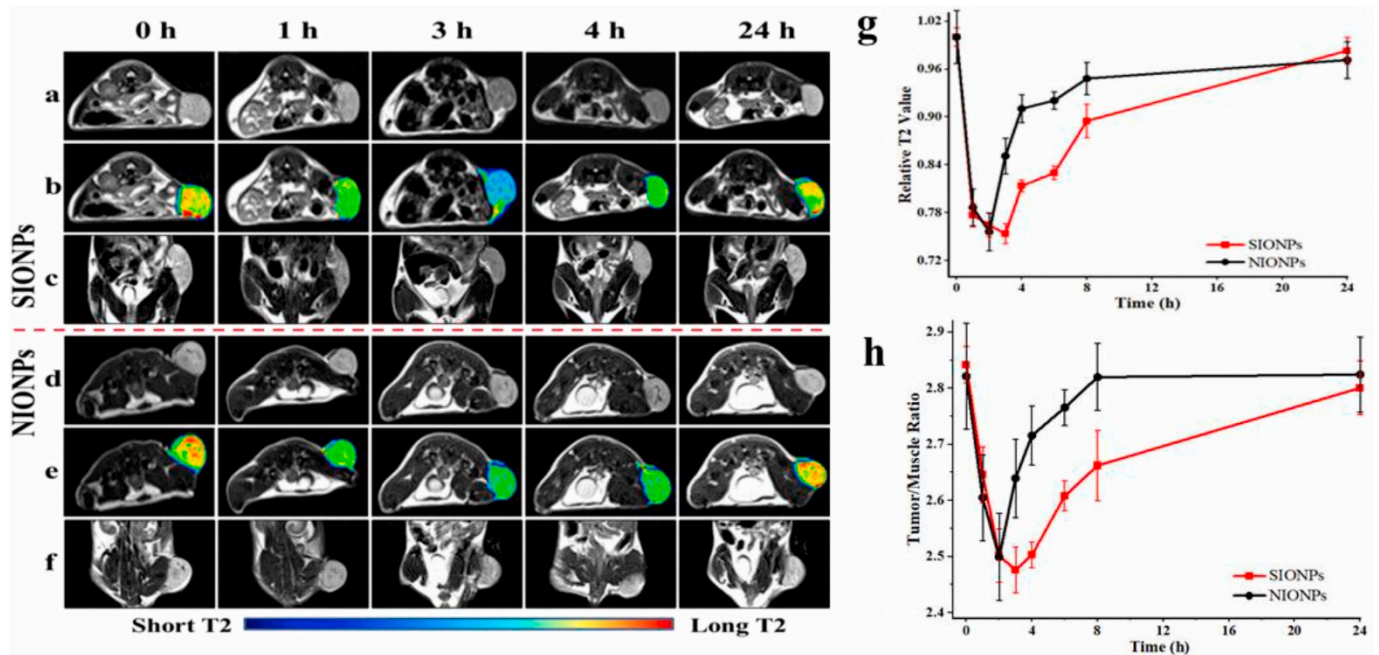 0 h 1 h 3 h 4 h 24 h
a
b
c
SIONPs
d
e
f
NIONPs
Short T2 Long T2
g
1.02
0.96
0.90
0.84
0.78
0.72
Relative T2 Value
SIONPs
NIONPs
0 4 8 12 16 20 24
Time (h)
h
2.9
2.8
2.7
2.6
2.5
2.4
Tumor/Muscle Ratio
SIONPs
NIONPs
0 4 8 12 16 20 24
Time (h)